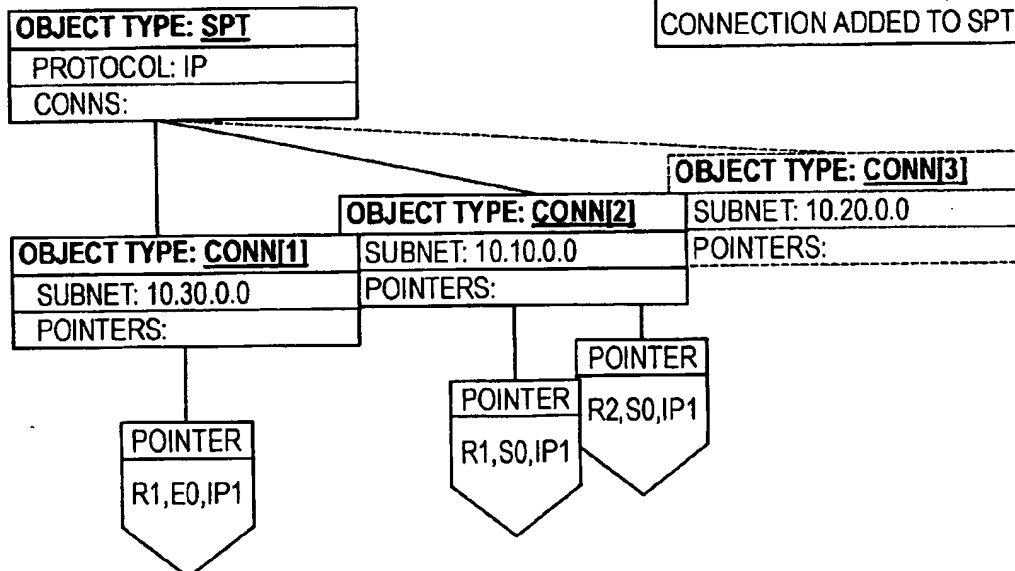 CONNECTION ADDED TO SPT
OBJECT TYPE: SPT
PROTOCOL: IP
CONNS:
OBJECT TYPE: CONN[3]
SUBNET: 10.20.0.0
POINTERS:
OBJECT TYPE: CONN[2]
SUBNET: 10.10.0.0
POINTERS:
OBJECT TYPE: CONN[1]
SUBNET: 10.30.0.0
POINTERS:
POINTER
R2,S0,IP1
POINTER
R1,S0,IP1
POINTER
R1,E0,IP1